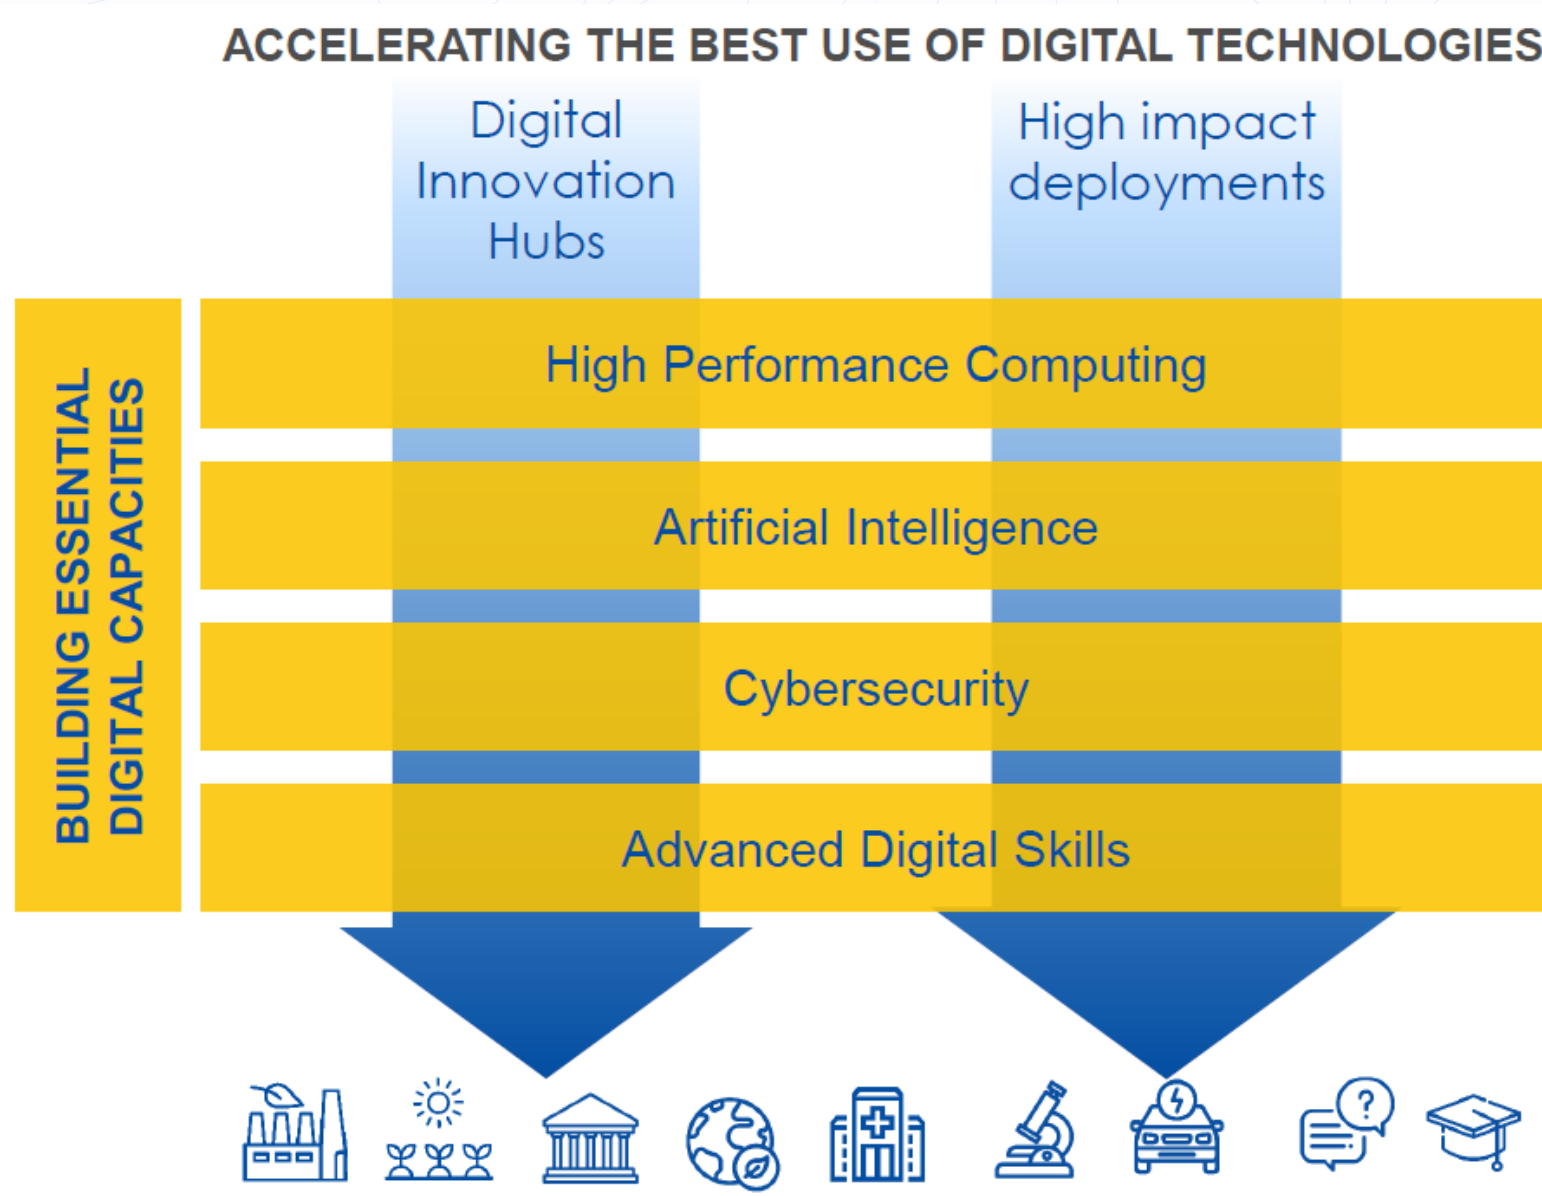 ACCELERATING THE BEST USE OF DIGITAL TECHNOLOGIES
Digital
Innovation
Hubs
High impact
deployments
BUILDING ESSENTIAL
DIGITAL CAPACITIES
High Performance Computing
Artificial Intelligence
Cybersecurity
Advanced Digital Skills
?